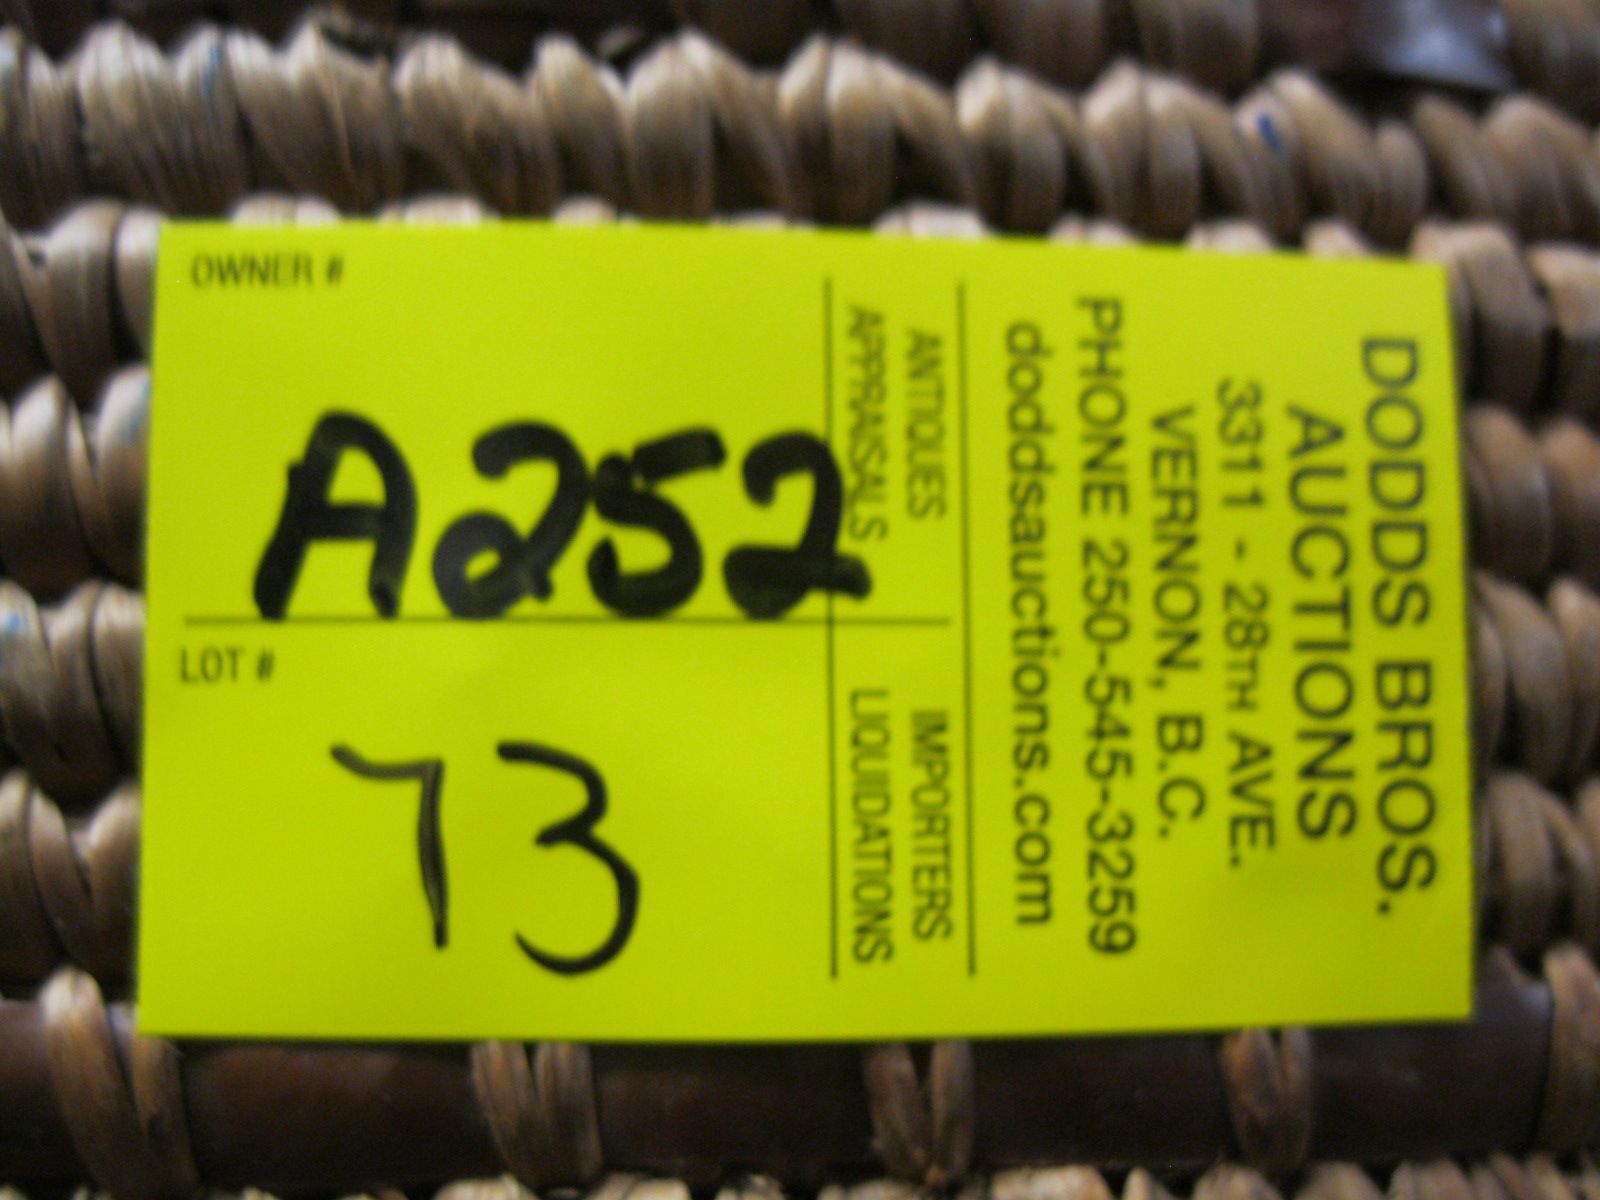 OWNER #
A252
LOT #
73
DODDS BROS.
AUCTIONS
3311 - 28TH AVE.
VERNON, B.C.
PHONE 250-545-3259
doddsauctions.com
ANTIQUES IMPORTERS
APPRAISALS LIQUIDATIONS